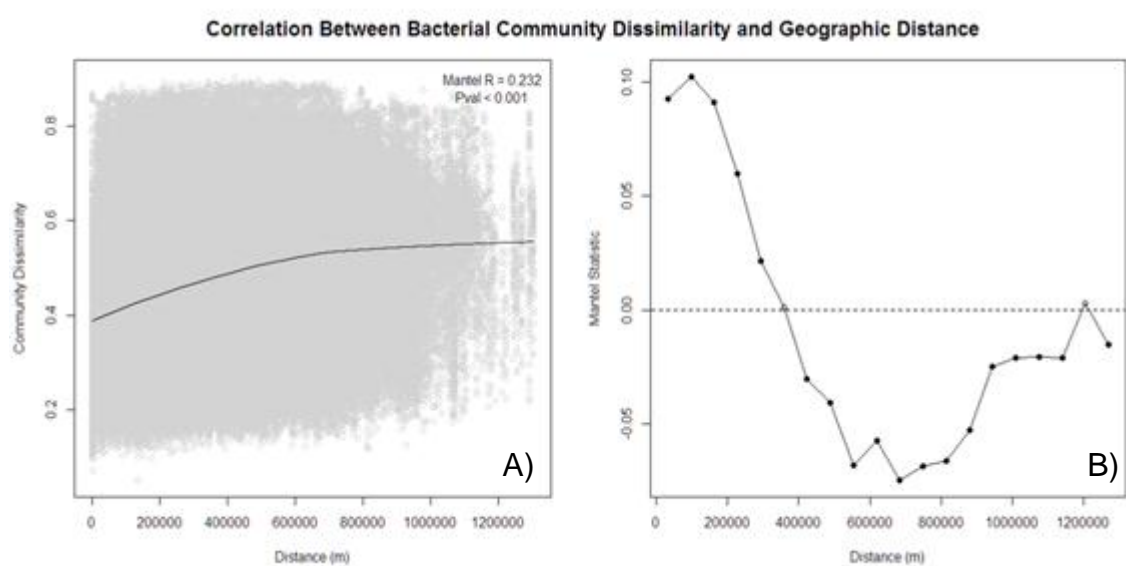 Correlation Between Bacterial Community Dissimilarity and Geographic Distance
Mantel R = 0.232
Pval < 0.001
Community Dissimilarity
0.8
0.6
0.4
0.2
A)
0 200000 400000 600000 800000 1000000 1200000
Distance (m)
Mantel Statistic
0.10
0.05
0.00
-0.05
B)
0 200000 400000 600000 800000 1000000 1200000
Distance (m)